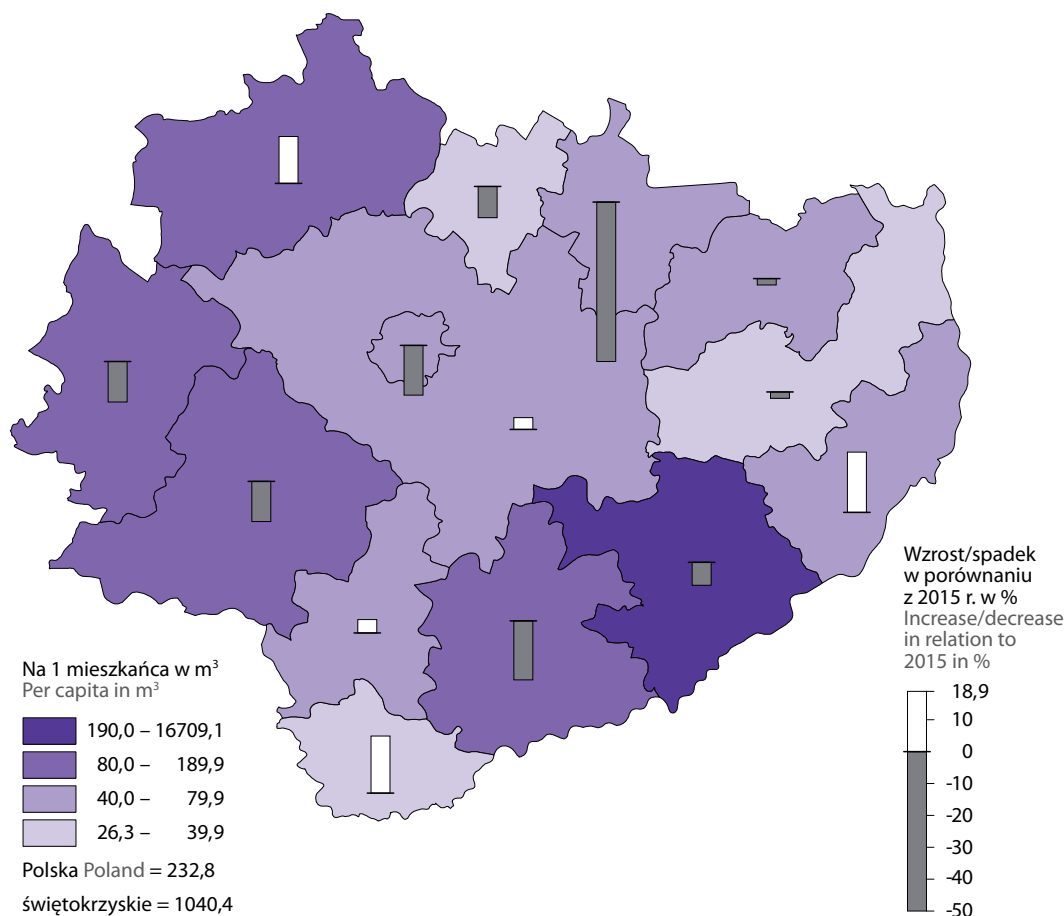 Na 1 mieszkańca w m³
Per capita in m³
190,0 – 16709,1
80,0 – 189,9
40,0 – 79,9
26,3 – 39,9
Polska Poland = 232,8
świętokrzyskie = 1040,4
Wzrost/spadek
w porównaniu
z 2015 r. w %
Increase/decrease
in relation to
2015 in %
18,9
10
0
-10
-20
-30
-40
-50